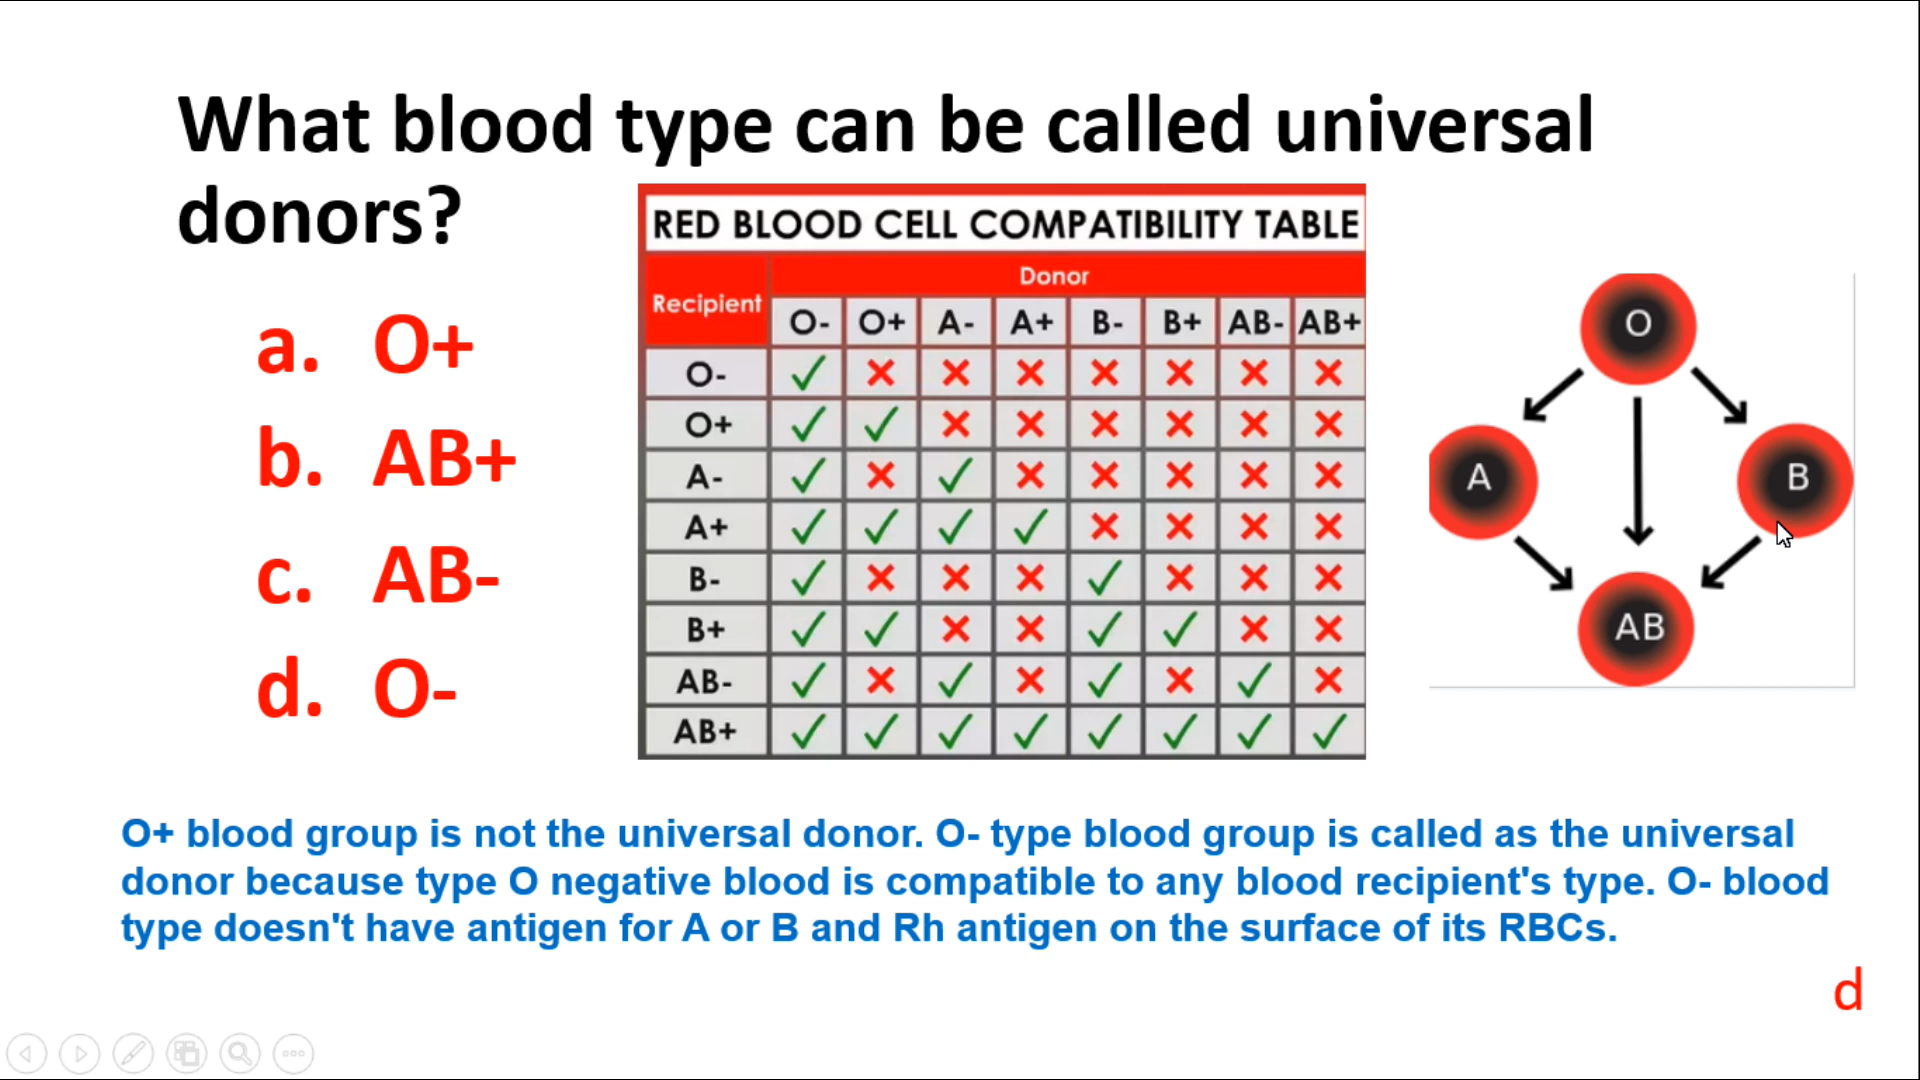 What blood type can be called universal
donors?
a. O+
b. AB+
c. AB-
d. O-
RED BLOOD CELL COMPATIBILITY TABLE
Recipient
Donor
O- O+ A- A+ B- B+ AB- AB+
O- ✓ ✕ ✕ ✕ ✕ ✕ ✕ ✕
O+ ✓ ✓ ✕ ✕ ✕ ✕ ✕ ✕
A- ✓ ✕ ✓ ✕ ✕ ✕ ✕ ✕
A+ ✓ ✓ ✓ ✓ ✕ ✕ ✕ ✕
B- ✓ ✕ ✕ ✕ ✓ ✕ ✕ ✕
B+ ✓ ✓ ✕ ✕ ✓ ✓ ✕ ✕
AB- ✓ ✕ ✓ ✕ ✓ ✕ ✓ ✕
AB+ ✓ ✓ ✓ ✓ ✓ ✓ ✓ ✓
O
A
B
AB
O+ blood group is not the universal donor. O- type blood group is called as the universal
donor because type O negative blood is compatible to any blood recipient's type. O- blood
type doesn't have antigen for A or B and Rh antigen on the surface of its RBCs.
d